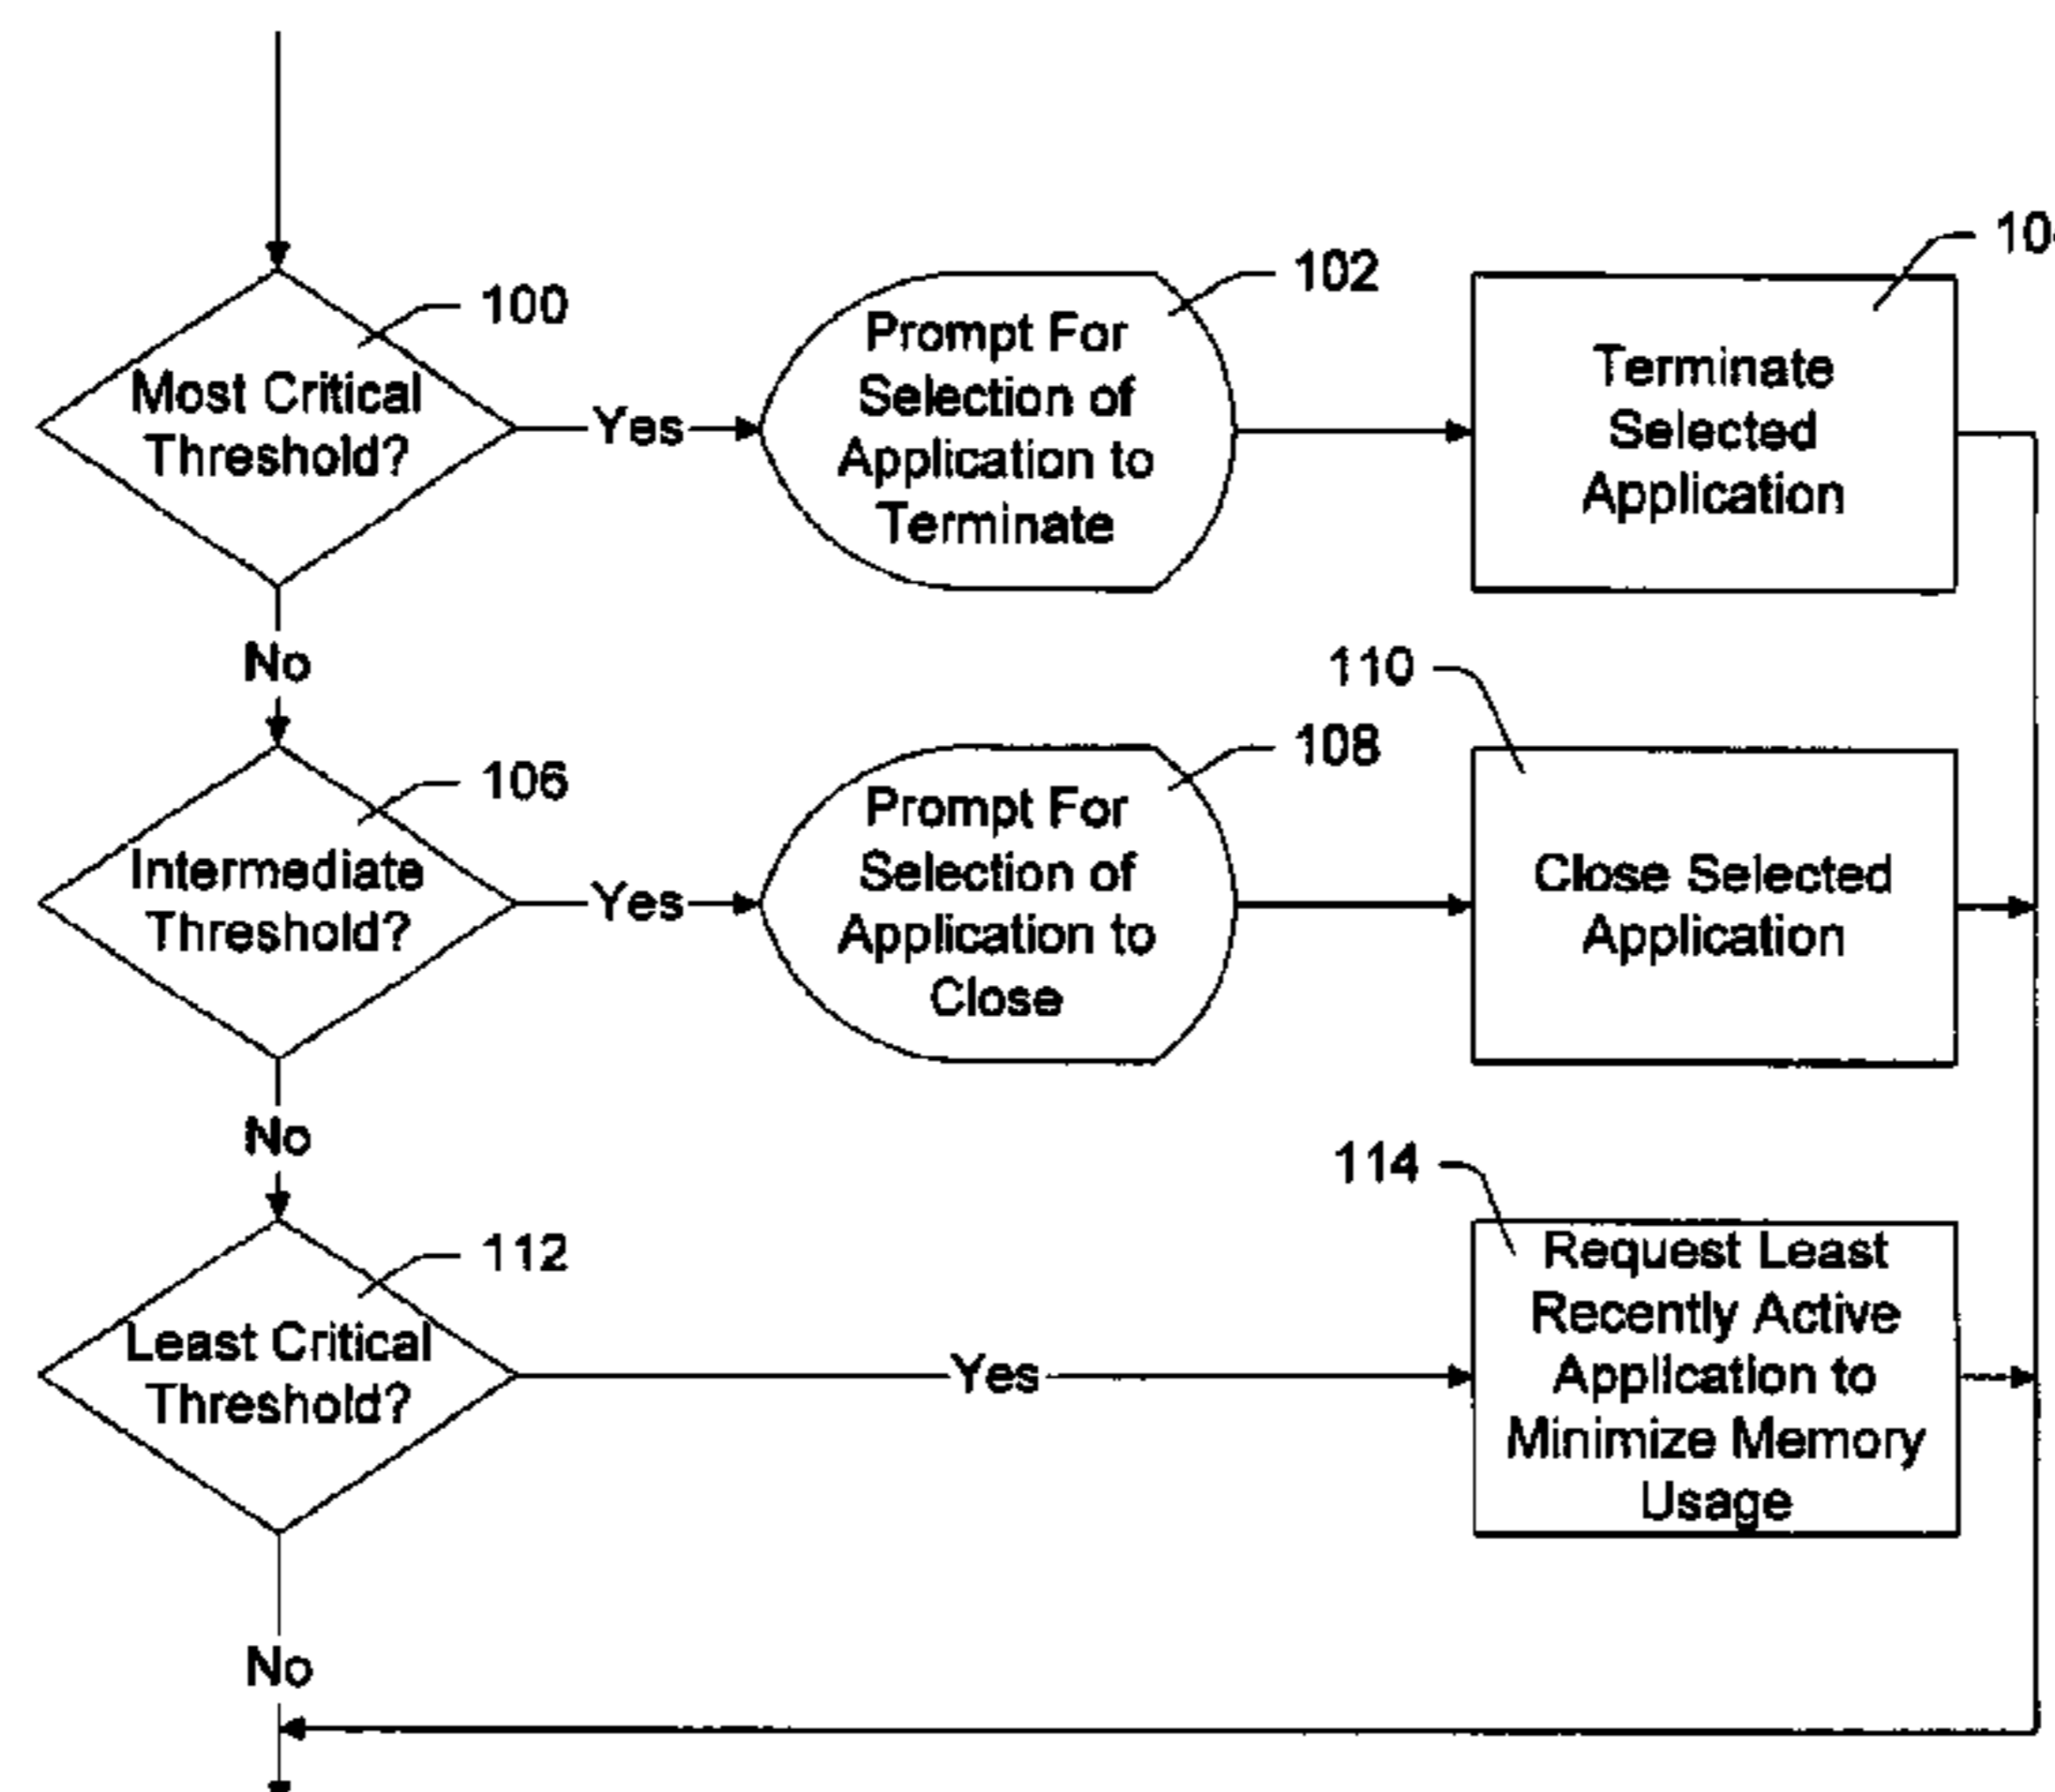 100
Most Critical
Threshold?
Yes
102
Prompt For
Selection of
Application to
Terminate
Terminate
Selected
Application
No
106
Intermediate
Threshold?
Yes
108
Prompt For
Selection of
Application to
Close
110
Close Selected
Application
No
112
Least Critical
Threshold?
Yes
114
Request Least
Recently Active
Application to
Minimize Memory
Usage
No